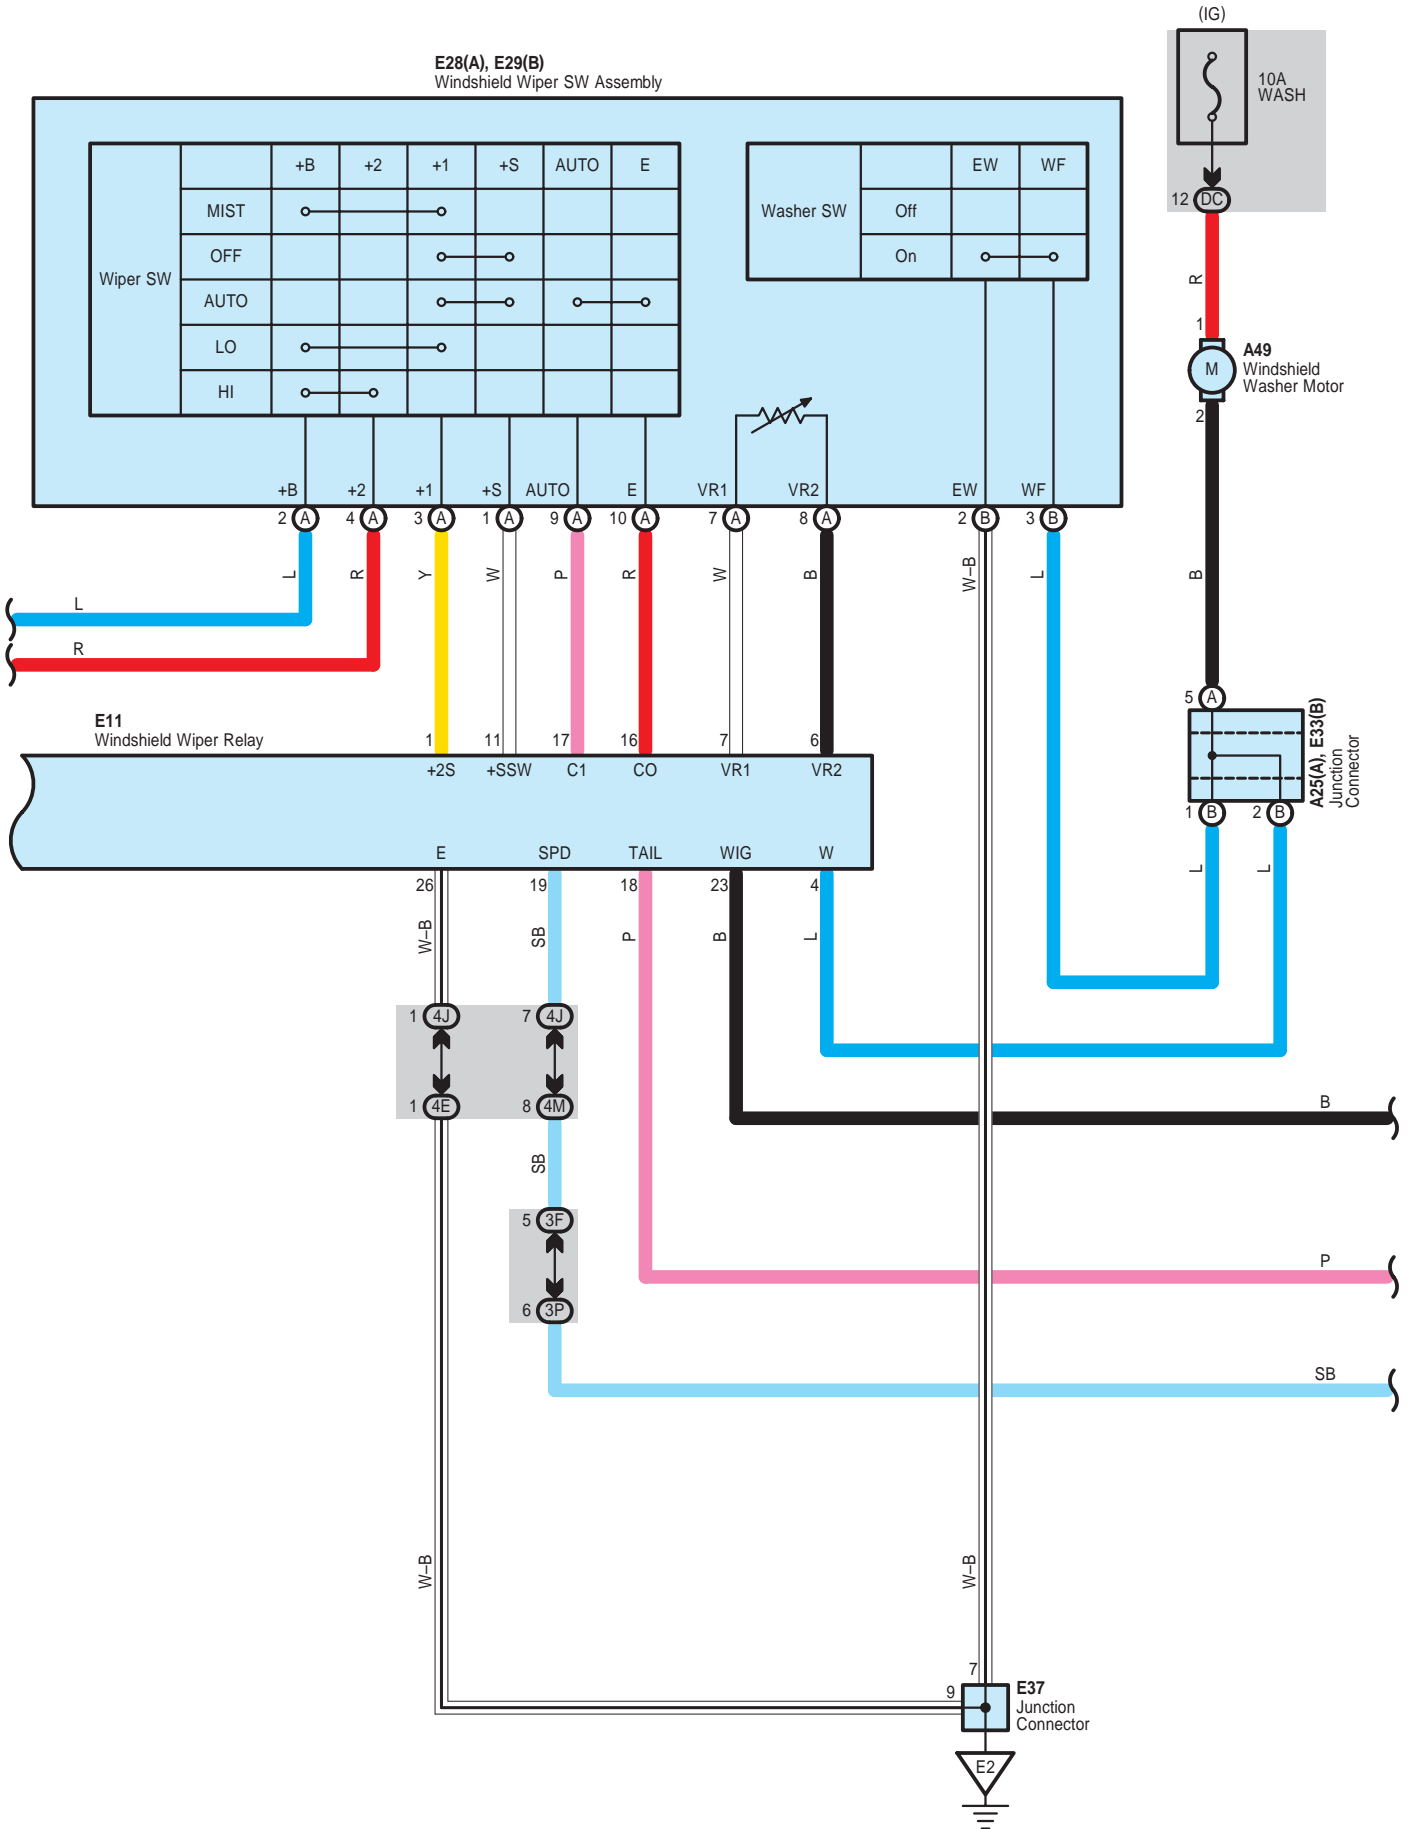 (IG)
10A
WASH
12 DC
R
1
M
A49
Windshield
Washer Motor
2
B
5 A
A25(A), E33(B)
Junction
Connector
1 B 2 B
L L
E28(A), E29(B)
Windshield Wiper SW Assembly
+B +2 +1 +S AUTO E
MIST
OFF
Wiper SW
AUTO
LO
HI
EW WF
Washer SW Off
On
+B +2 +1 +S AUTO E VR1 VR2 EW WF
2 A 4 A 3 A 1 A 9 A 10 A 7 A 8 A 2 B 3 B
L R Y W P R W B W–B L
L
R
E11
Windshield Wiper Relay
1 11 17 16 7 6
+2S +SSW C1 CO VR1 VR2
E SPD TAIL WIG W
26 19 18 23 4
W–B SB P B L
1 4J 7 4J
1 4E 8 4M
B
SB
5 3F
P
6 3P
SB
W–B W–B
7
9
E37
Junction
Connector
E2